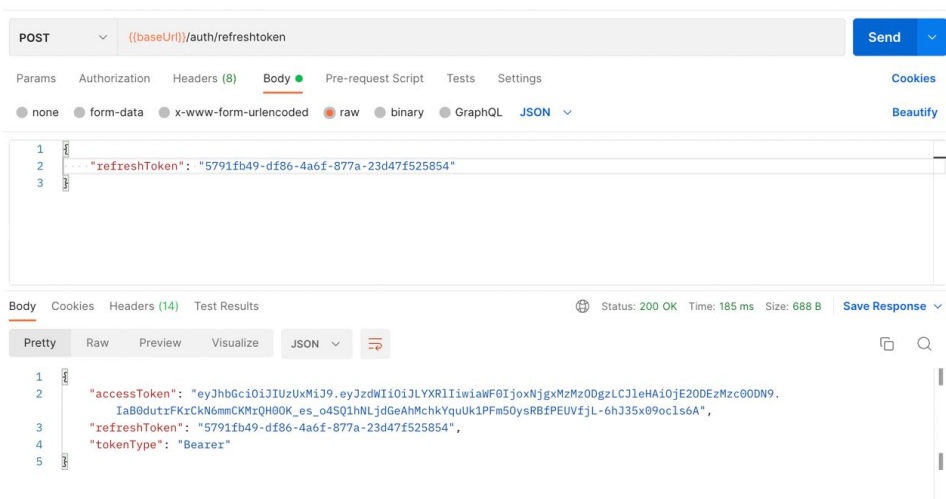 POST {{baseUrl}}/auth/refreshtoken Send
Params Authorization Headers (8) Body Pre-request Script Tests Settings Cookies
none form-data x-www-form-urlencoded raw binary GraphQL JSON Beautify
1 {
2 "refreshToken": "5791fb49-df86-4a6f-877a-23d47f525854"
3 }
Body Cookies Headers (14) Test Results Status: 200 OK Time: 185 ms Size: 688 B Save Response
Pretty Raw Preview Visualize JSON
1 {
2 "accessToken": "eyJhbGciOiJIUzUxMiJ9.eyJzdWIiOiJLYXRlIiwiaWF0IjoxNjgxMzMzODgzLCJleHAiOjE2ODEzMzc0ODN9.
IaB0dutrFKrCkN6mmCKMrQH0OK_es_o4SQ1hNLjdGeAhMchkYquUk1PFm5OysRBfPEUVfjL-6hJ35x09ocls6A",
3 "refreshToken": "5791fb49-df86-4a6f-877a-23d47f525854",
4 "tokenType": "Bearer"
5 }